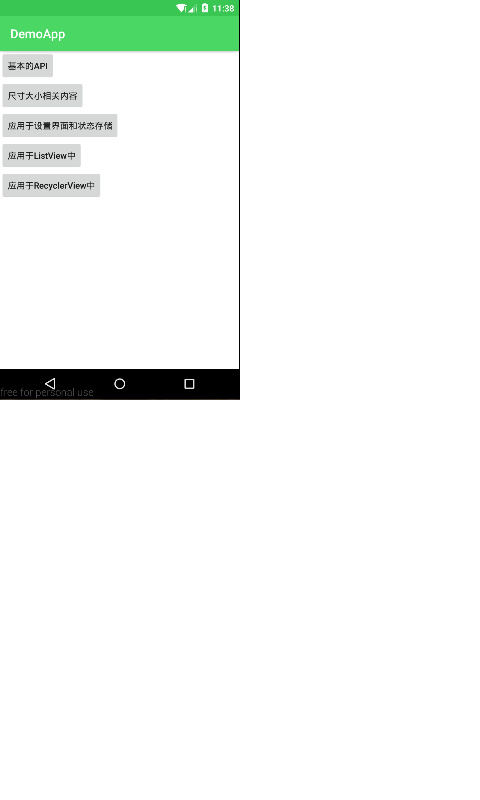 11:38
DemoApp
基本的API
尺寸大小相关内容
应用于设置界面和状态存储
应用于ListView中
应用于RecyclerView中
free for personal use